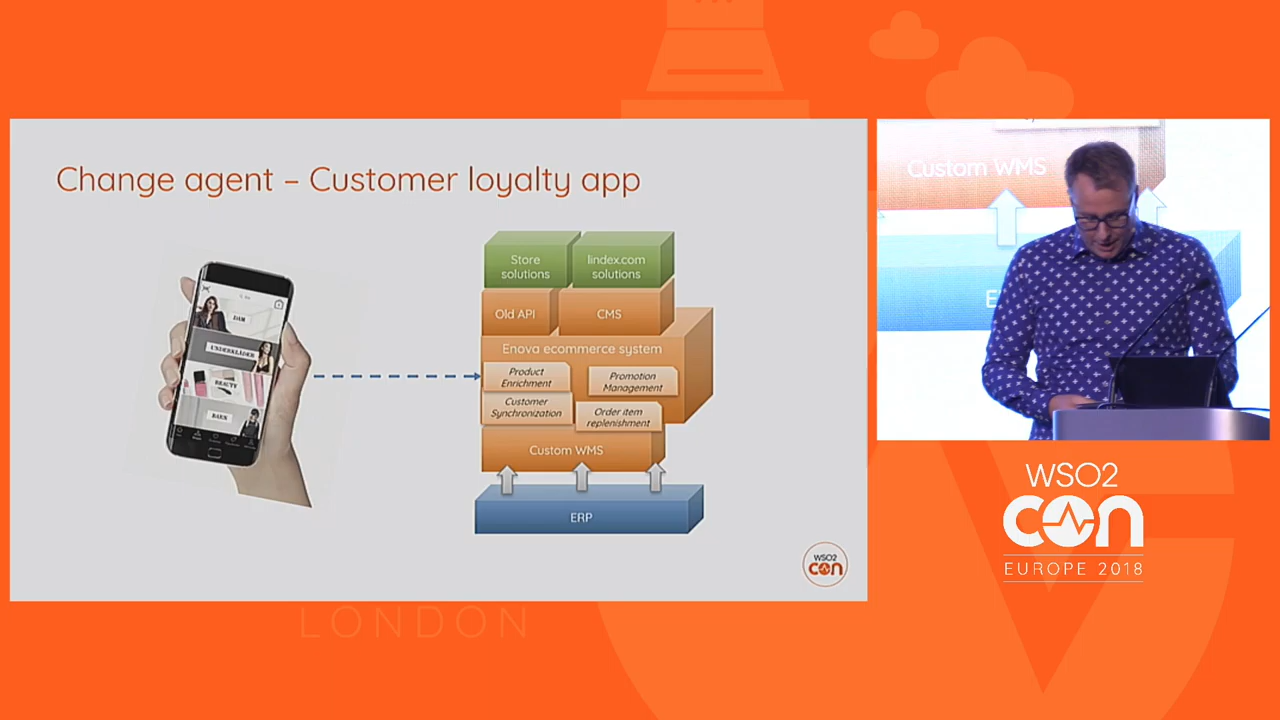 Change agent – Customer loyalty app
DAM
UNDERKLÄDER
BEAUTY
BARN
Store
solutions
lindex.com
solutions
Old API
CMS
Enova ecommerce system
Product
Enrichment
Promotion
Management
Customer
Synchronization
Order item
replenishment
Custom WMS
ERP
WSO2
CON
Custom WMS
E
WSO2
CON
EUROPE 2018
LONDON